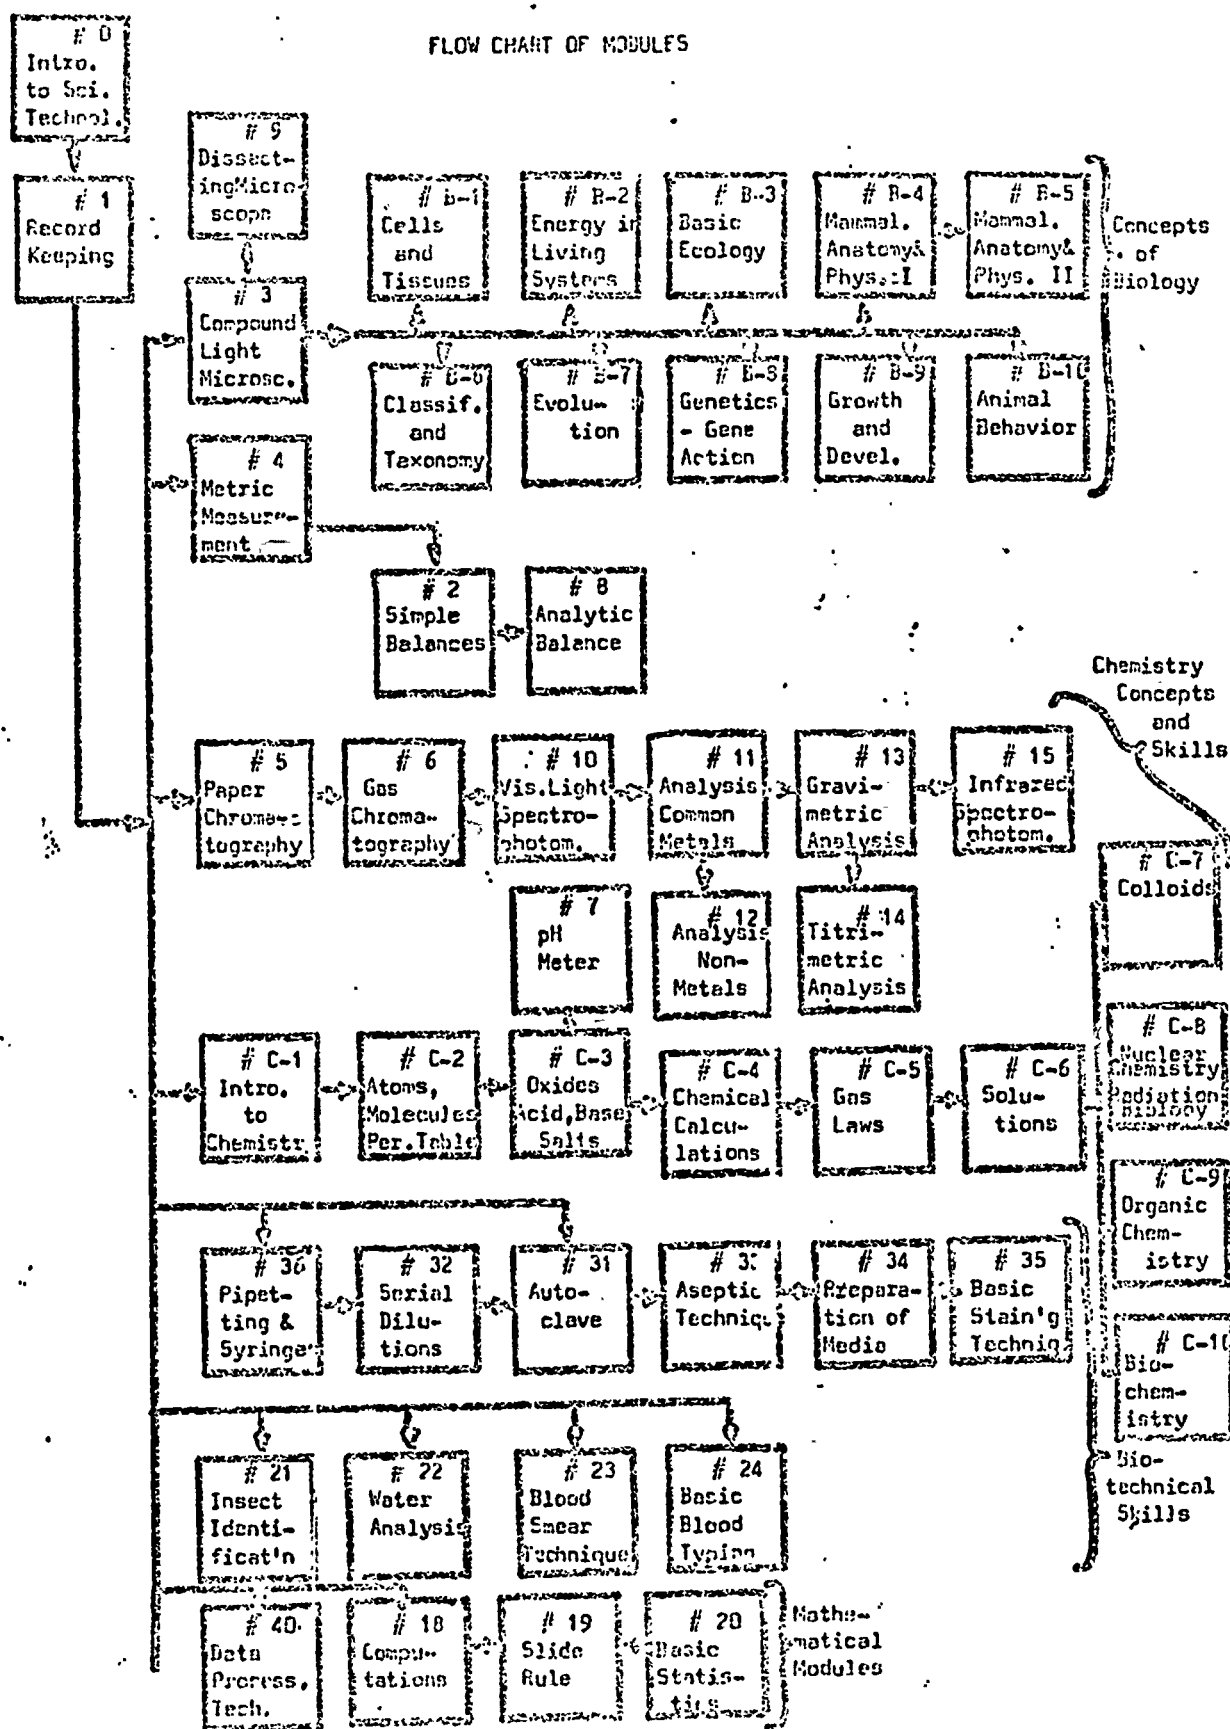 FLOW CHART OF MODULES
# 0
Intro.
to Sci.
Technol.
# 1
Record
Keeping
# 9
Dissect-
ingMicro
scope
# 3
Compound
Light
Microsc.
# B-1
Cells
and
Tissues
# B-2
Energy in
Living
Systems
# B-3
Basic
Ecology
# B-4
Mammal.
Anatomy&
Phys. I
# B-5
Mammal.
Anatomy&
Phys. II
Concepts
of
Biology
# B-6
Classif.
and
Taxonomy
# B-7
Evolu-
tion
# B-8
Genetics
- Gene
Action
# B-9
Growth
and
Devel.
# B-10
Animal
Behavior
# 4
Metric
Measure-
ment
# 2
Simple
Balances
# 8
Analytic
Balance
Chemistry
Concepts
and
Skills
# 5
Paper
Chroma-
tography
# 6
Gas
Chroma-
tography
# 10
Vis.Light
Spectro-
photom.
# 11
Analysis
Common
Metals
# 13
Gravi-
metric
Analysis
# 15
Infrared
Spectro-
photom.
# 7
pH
Meter
# 12
Analysis
Non-
Metals
# 14
Titri-
metric
Analysis
# C-7
Colloids
# C-1
Intro.
to
Chemistr
# C-2
Atoms,
Molecules
Per.Table
# C-3
Oxides
Acid,Base
Salts
# C-4
Chemical
Calcu-
lations
# C-5
Gas
Laws
# C-6
Solu-
tions
# C-8
Nuclear
Chemistry
Radiation
Biology
# C-9
Organic
Chem-
istry
# C-10
Bio-
chem-
istry
# 30
Pipet-
ting &
Syringe
# 32
Serial
Dilu-
tions
# 31
Auto-
clave
# 33
Aseptic
Techniq
# 34
Prepara-
tion of
Media
# 35
Basic
Stain'g
Techniq
Bio-
technical
Skills
# 21
Insect
Identi-
ficat'n
# 22
Water
Analysis
# 23
Blood
Smear
Technique
# 24
Basic
Blood
Typing
# 40
Data
Process.
Tech.
# 18
Compu-
tations
# 19
Slide
Rule
# 20
Basic
Statis-
tics
Mathe-
matical
Modules